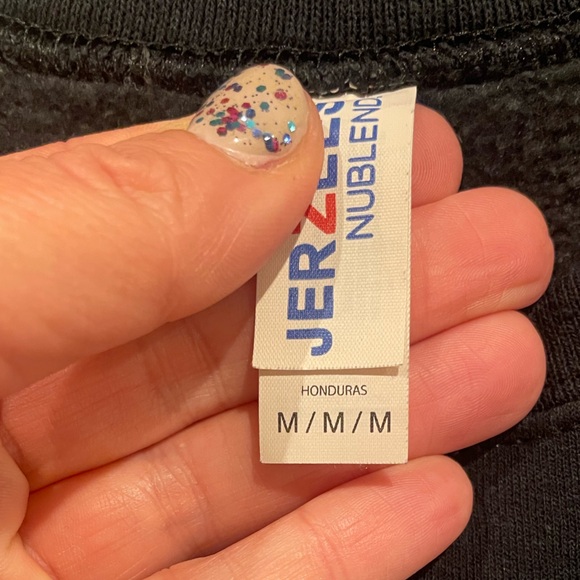 JERZEES
NUBLEND
HONDURAS
M / M / M